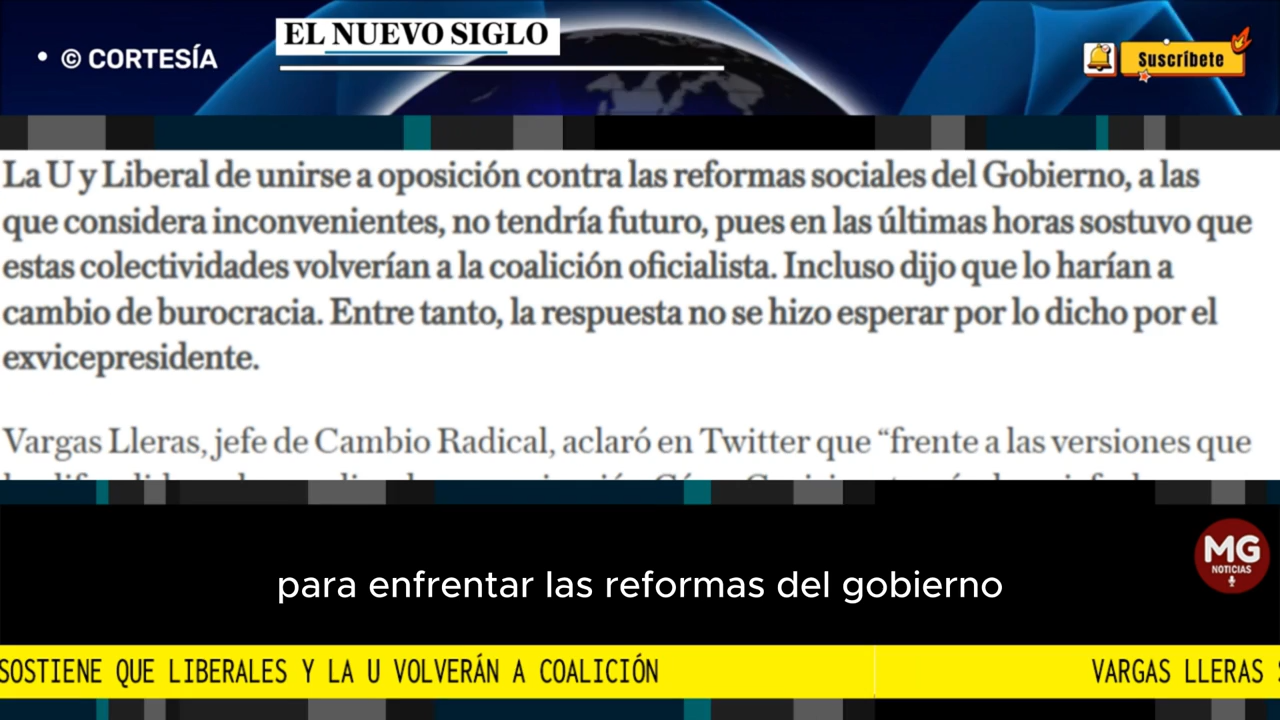 • © CORTESÍA
EL NUEVO SIGLO
Suscríbete
La U y Liberal de unirse a oposición contra las reformas sociales del Gobierno, a las
que considera inconvenientes, no tendría futuro, pues en las últimas horas sostuvo que
estas colectividades volverían a la coalición oficialista. Incluso dijo que lo harían a
cambio de burocracia. Entre tanto, la respuesta no se hizo esperar por lo dicho por el
exvicepresidente.
Vargas Lleras, jefe de Cambio Radical, aclaró en Twitter que “frente a las versiones que
MG
NOTICIAS
para enfrentar las reformas del gobierno
SOSTIENE QUE LIBERALES Y LA U VOLVERÁN A COALICIÓN
VARGAS LLERAS